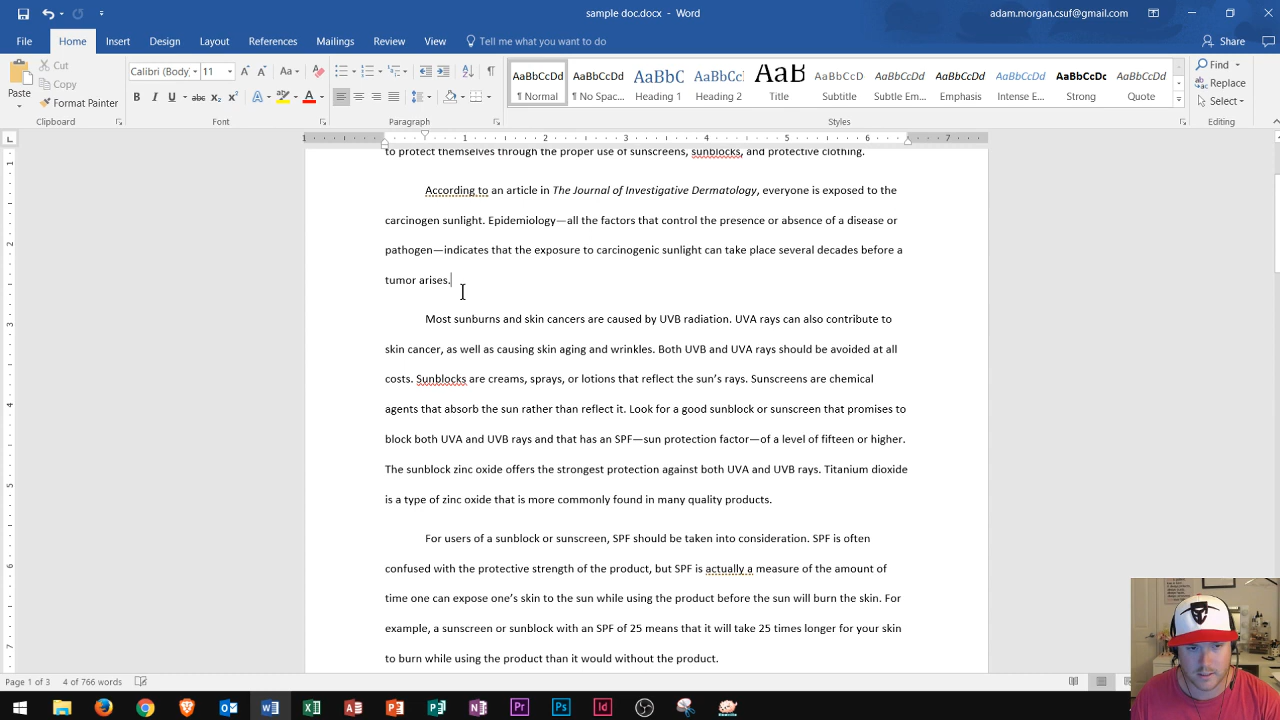 sample doc.docx - Word
adam.morgan.csuf@gmail.com
File Home Insert Design Layout References Mailings Review View Tell me what you want to do
Share
Paste
Cut
Copy
Format Painter
Clipboard
Calibri (Body) 11
Font
Paragraph
AaBbCcDd AaBbCcDd AaBbC AaBbCc AaB AaBbCcD AaBbCcDd AaBbCcDd AaBbCcDd AaBbCcDc AaBbCcDd
¶ Normal ¶ No Spac... Heading 1 Heading 2 Title Subtitle Subtle Em... Emphasis Intense E... Strong Quote
Styles
Find
Replace
Select
Editing
1 1 2 3 4 5 6 7
to protect themselves through the proper use of sunscreens, sunblocks, and protective clothing.
According to an article in The Journal of Investigative Dermatology, everyone is exposed to the
carcinogen sunlight. Epidemiology—all the factors that control the presence or absence of a disease or
pathogen—indicates that the exposure to carcinogenic sunlight can take place several decades before a
tumor arises.
Most sunburns and skin cancers are caused by UVB radiation. UVA rays can also contribute to
skin cancer, as well as causing skin aging and wrinkles. Both UVB and UVA rays should be avoided at all
costs. Sunblocks are creams, sprays, or lotions that reflect the sun's rays. Sunscreens are chemical
agents that absorb the sun rather than reflect it. Look for a good sunblock or sunscreen that promises to
block both UVA and UVB rays and that has an SPF—sun protection factor—of a level of fifteen or higher.
The sunblock zinc oxide offers the strongest protection against both UVA and UVB rays. Titanium dioxide
is a type of zinc oxide that is more commonly found in many quality products.
For users of a sunblock or sunscreen, SPF should be taken into consideration. SPF is often
confused with the protective strength of the product, but SPF is actually a measure of the amount of
time one can expose one's skin to the sun while using the product before the sun will burn the skin. For
example, a sunscreen or sunblock with an SPF of 25 means that it will take 25 times longer for your skin
to burn while using the product than it would without the product.
Page 1 of 3 4 of 766 words